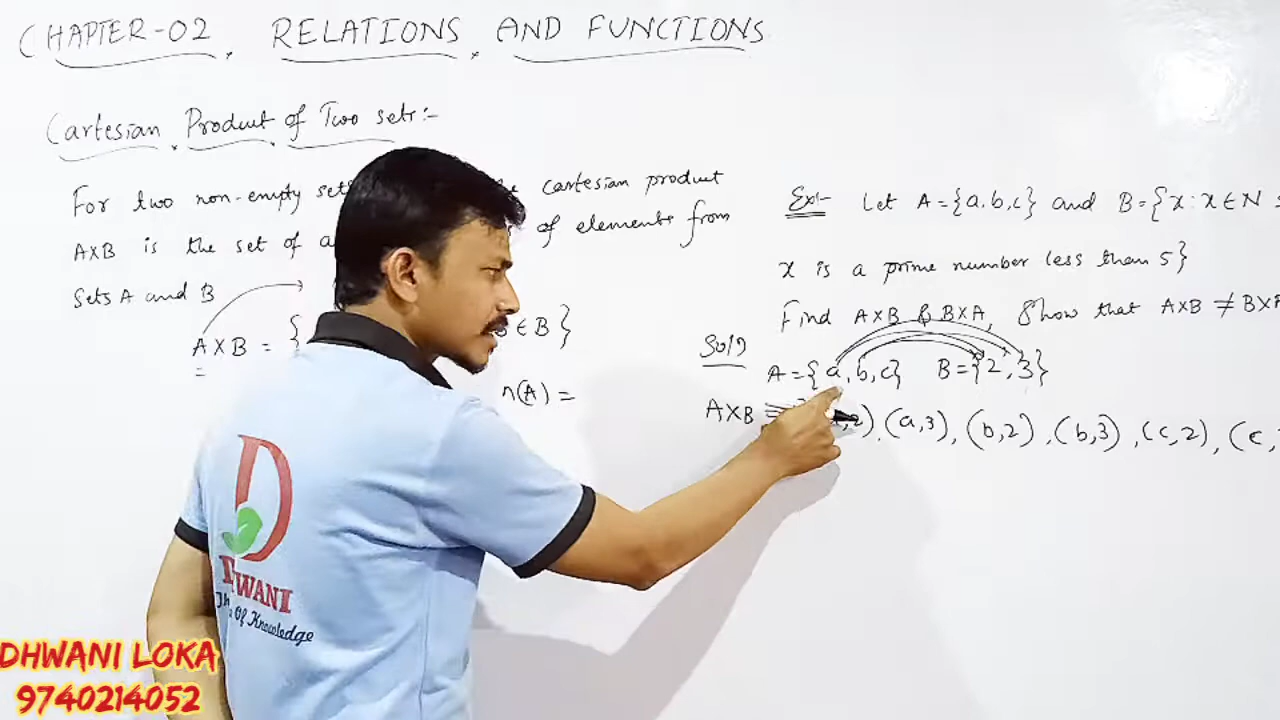 CHAPTER-02 RELATIONS AND FUNCTIONS
Cartesian Product of Two sets:-
For two non-empty sets cartesian product
AxB is the set of of elements from
Sets A and B
AxB = { ∈ B }
=
n(A) =
Ex:- Let A={a,b,c} and B={x: x∈N
x is a prime number less than 5}
Find AxB & BxA, Show that AxB ≠ BxA
Sol?
A={a,b,c} B={2,3}
AxB ,2), (a,3), (b,2), (b,3), (c,2), (c,
DHWANI
Of Knowledge
DHWANI LOKA
9740214052